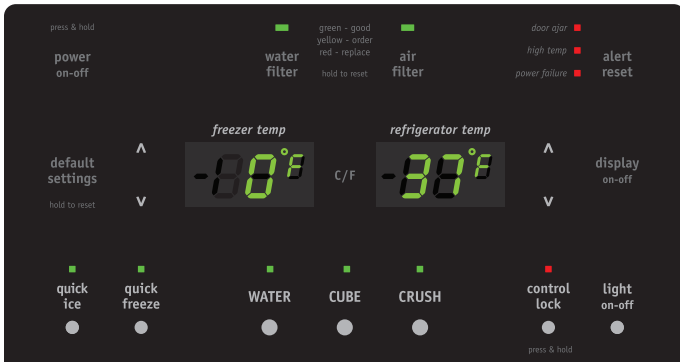 press & hold
power
on-off
water
filter
green - good
yellow - order
red - replace
hold to reset
air
filter
door ajar
high temp
power failure
alert
reset
freezer temp
refrigerator temp
default
settings
hold to reset
0°F
C/F
37°F
display
on-off
quick
ice
quick
freeze
WATER
CUBE
CRUSH
control
lock
press & hold
light
on-off